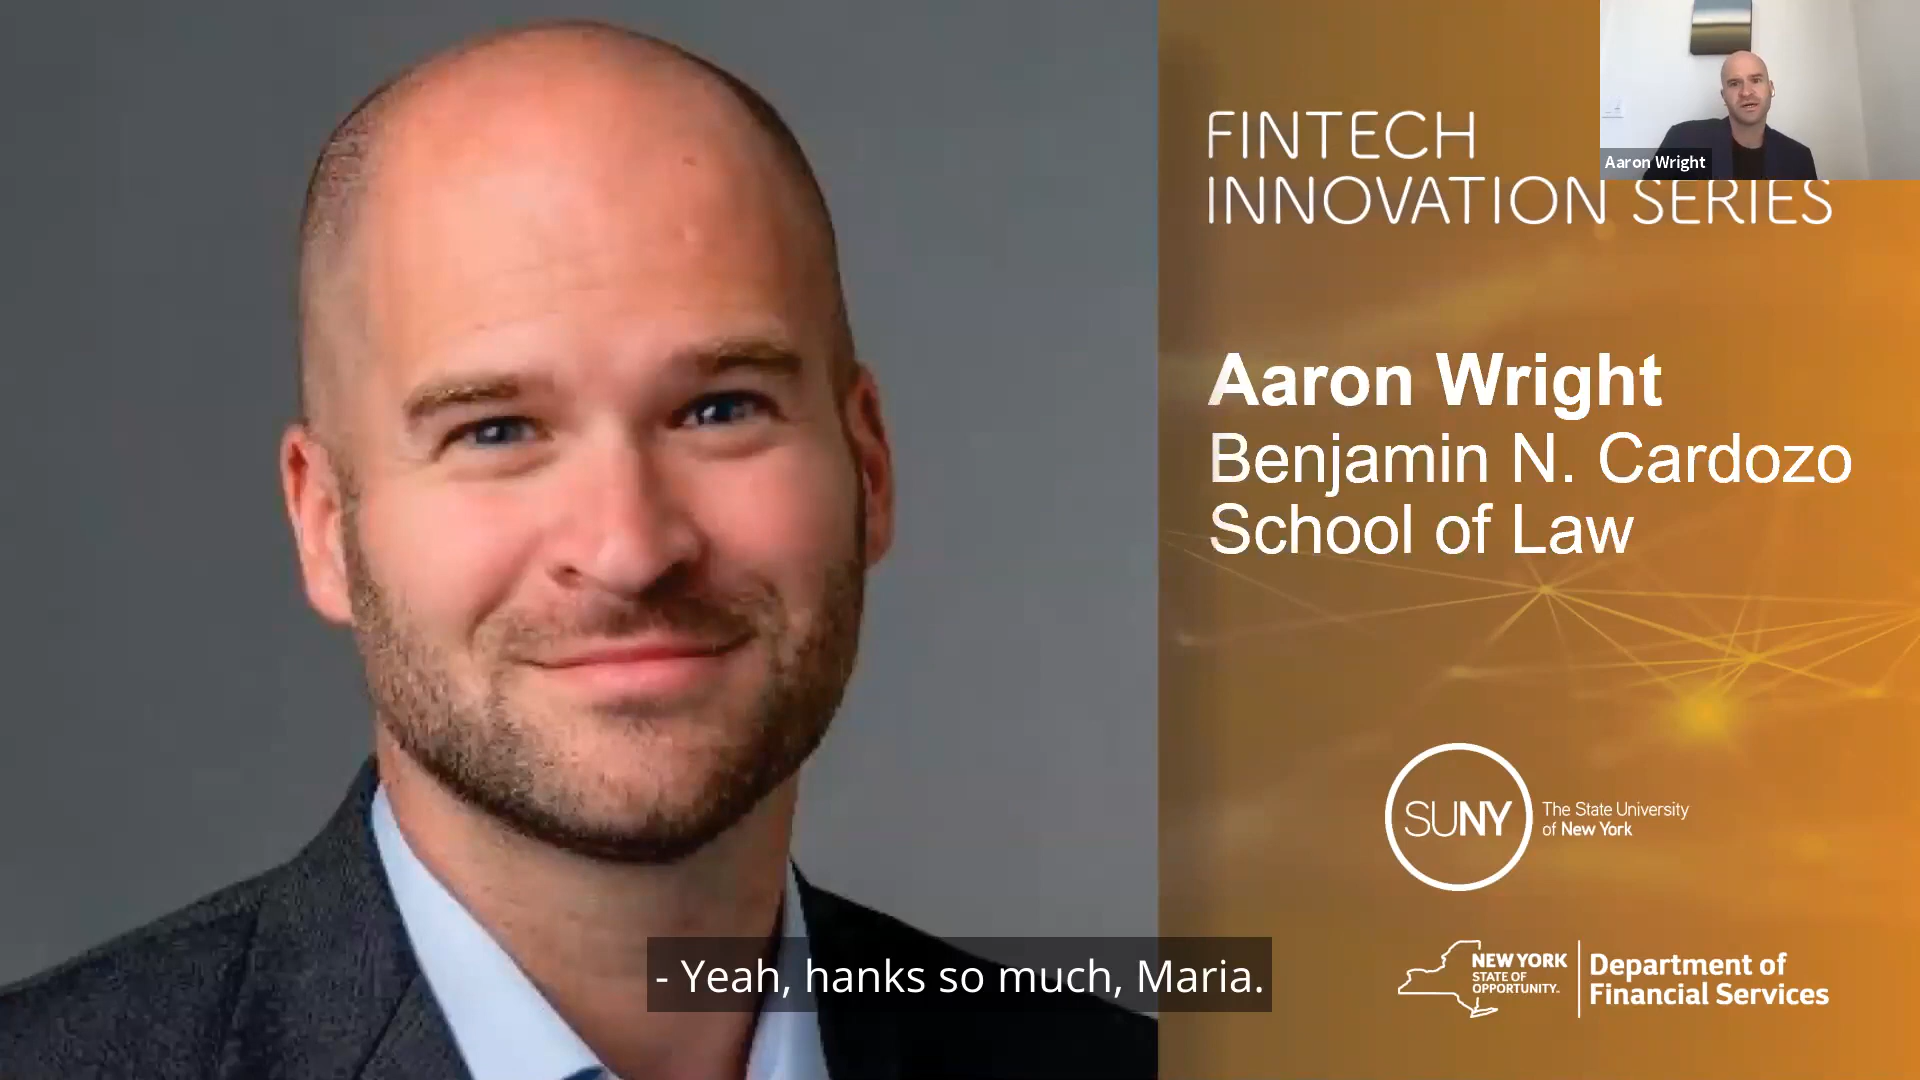 FINTECH
INNOVATION SERIES
Aaron Wright
Aaron Wright
Benjamin N. Cardozo
School of Law
SUNY
The State University
of New York
NEW YORK
STATE OF
OPPORTUNITY™
Department of
Financial Services
- Yeah, hanks so much, Maria.